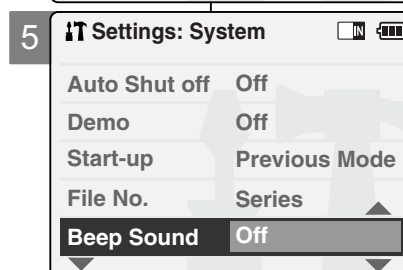 5
Settings: System
IN
Auto Shut off Off
Demo Off
Start-up Previous Mode
File No. Series
Beep Sound Off